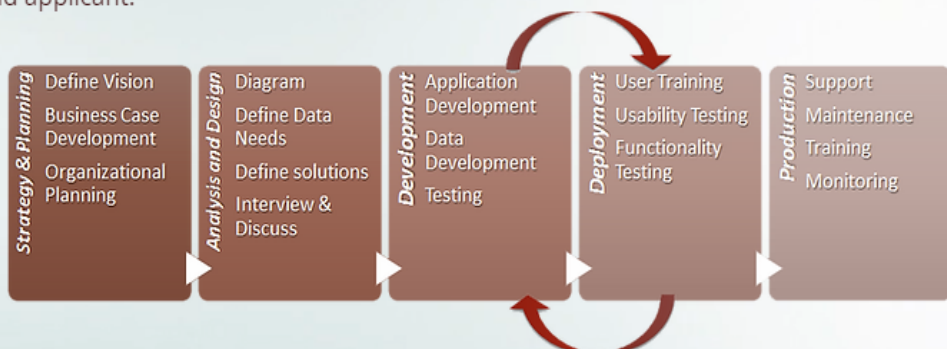 applicant.
Strategy & Planning
Define Vision
Business Case
Development
Organizational
Planning
Analysis and Design
Diagram
Define Data
Needs
Define solutions
Interview &
Discuss
Development
Application
Development
Data
Development
Testing
Deployment
User Training
Usability Testing
Functionality
Testing
Production
Support
Maintenance
Training
Monitoring